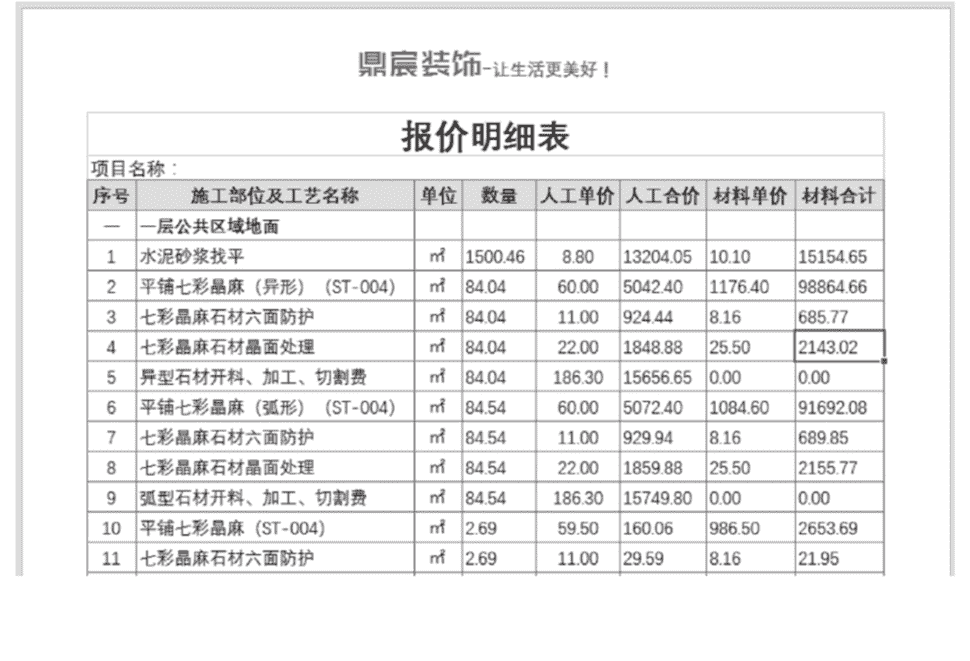 鼎宸装饰-让生活更美好！
报价明细表
项目名称：
序号 施工部位及工艺名称 单位 数量 人工单价 人工合价 材料单价 材料合计
一 一层公共区域地面
1 水泥砂浆找平 ㎡ 1500.46 8.80 13204.05 10.10 15154.65
2 平铺七彩晶麻（异形）（ST-004） ㎡ 84.04 60.00 5042.40 1176.40 98864.66
3 七彩晶麻石材六面防护 ㎡ 84.04 11.00 924.44 8.16 685.77
4 七彩晶麻石材晶面处理 ㎡ 84.04 22.00 1848.88 25.50 2143.02
5 异型石材开料、加工、切割费 ㎡ 84.04 186.30 15656.65 0.00 0.00
6 平铺七彩晶麻（弧形）（ST-004） ㎡ 84.54 60.00 5072.40 1084.60 91692.08
7 七彩晶麻石材六面防护 ㎡ 84.54 11.00 929.94 8.16 689.85
8 七彩晶麻石材晶面处理 ㎡ 84.54 22.00 1859.88 25.50 2155.77
9 弧型石材开料、加工、切割费 ㎡ 84.54 186.30 15749.80 0.00 0.00
10 平铺七彩晶麻（ST-004） ㎡ 2.69 59.50 160.06 986.50 2653.69
11 七彩晶麻石材六面防护 ㎡ 2.69 11.00 29.59 8.16 21.95